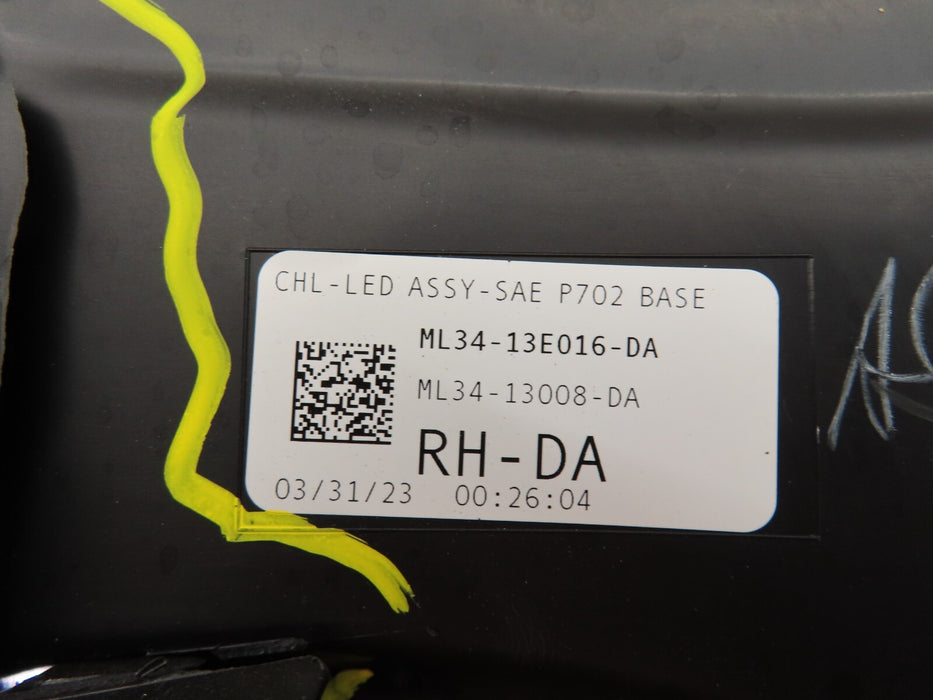 CHL-LED ASSY-SAE P702 BASE
ML34-13E016-DA
ML34-13008-DA
RH-DA
03/31/23 00:26:04